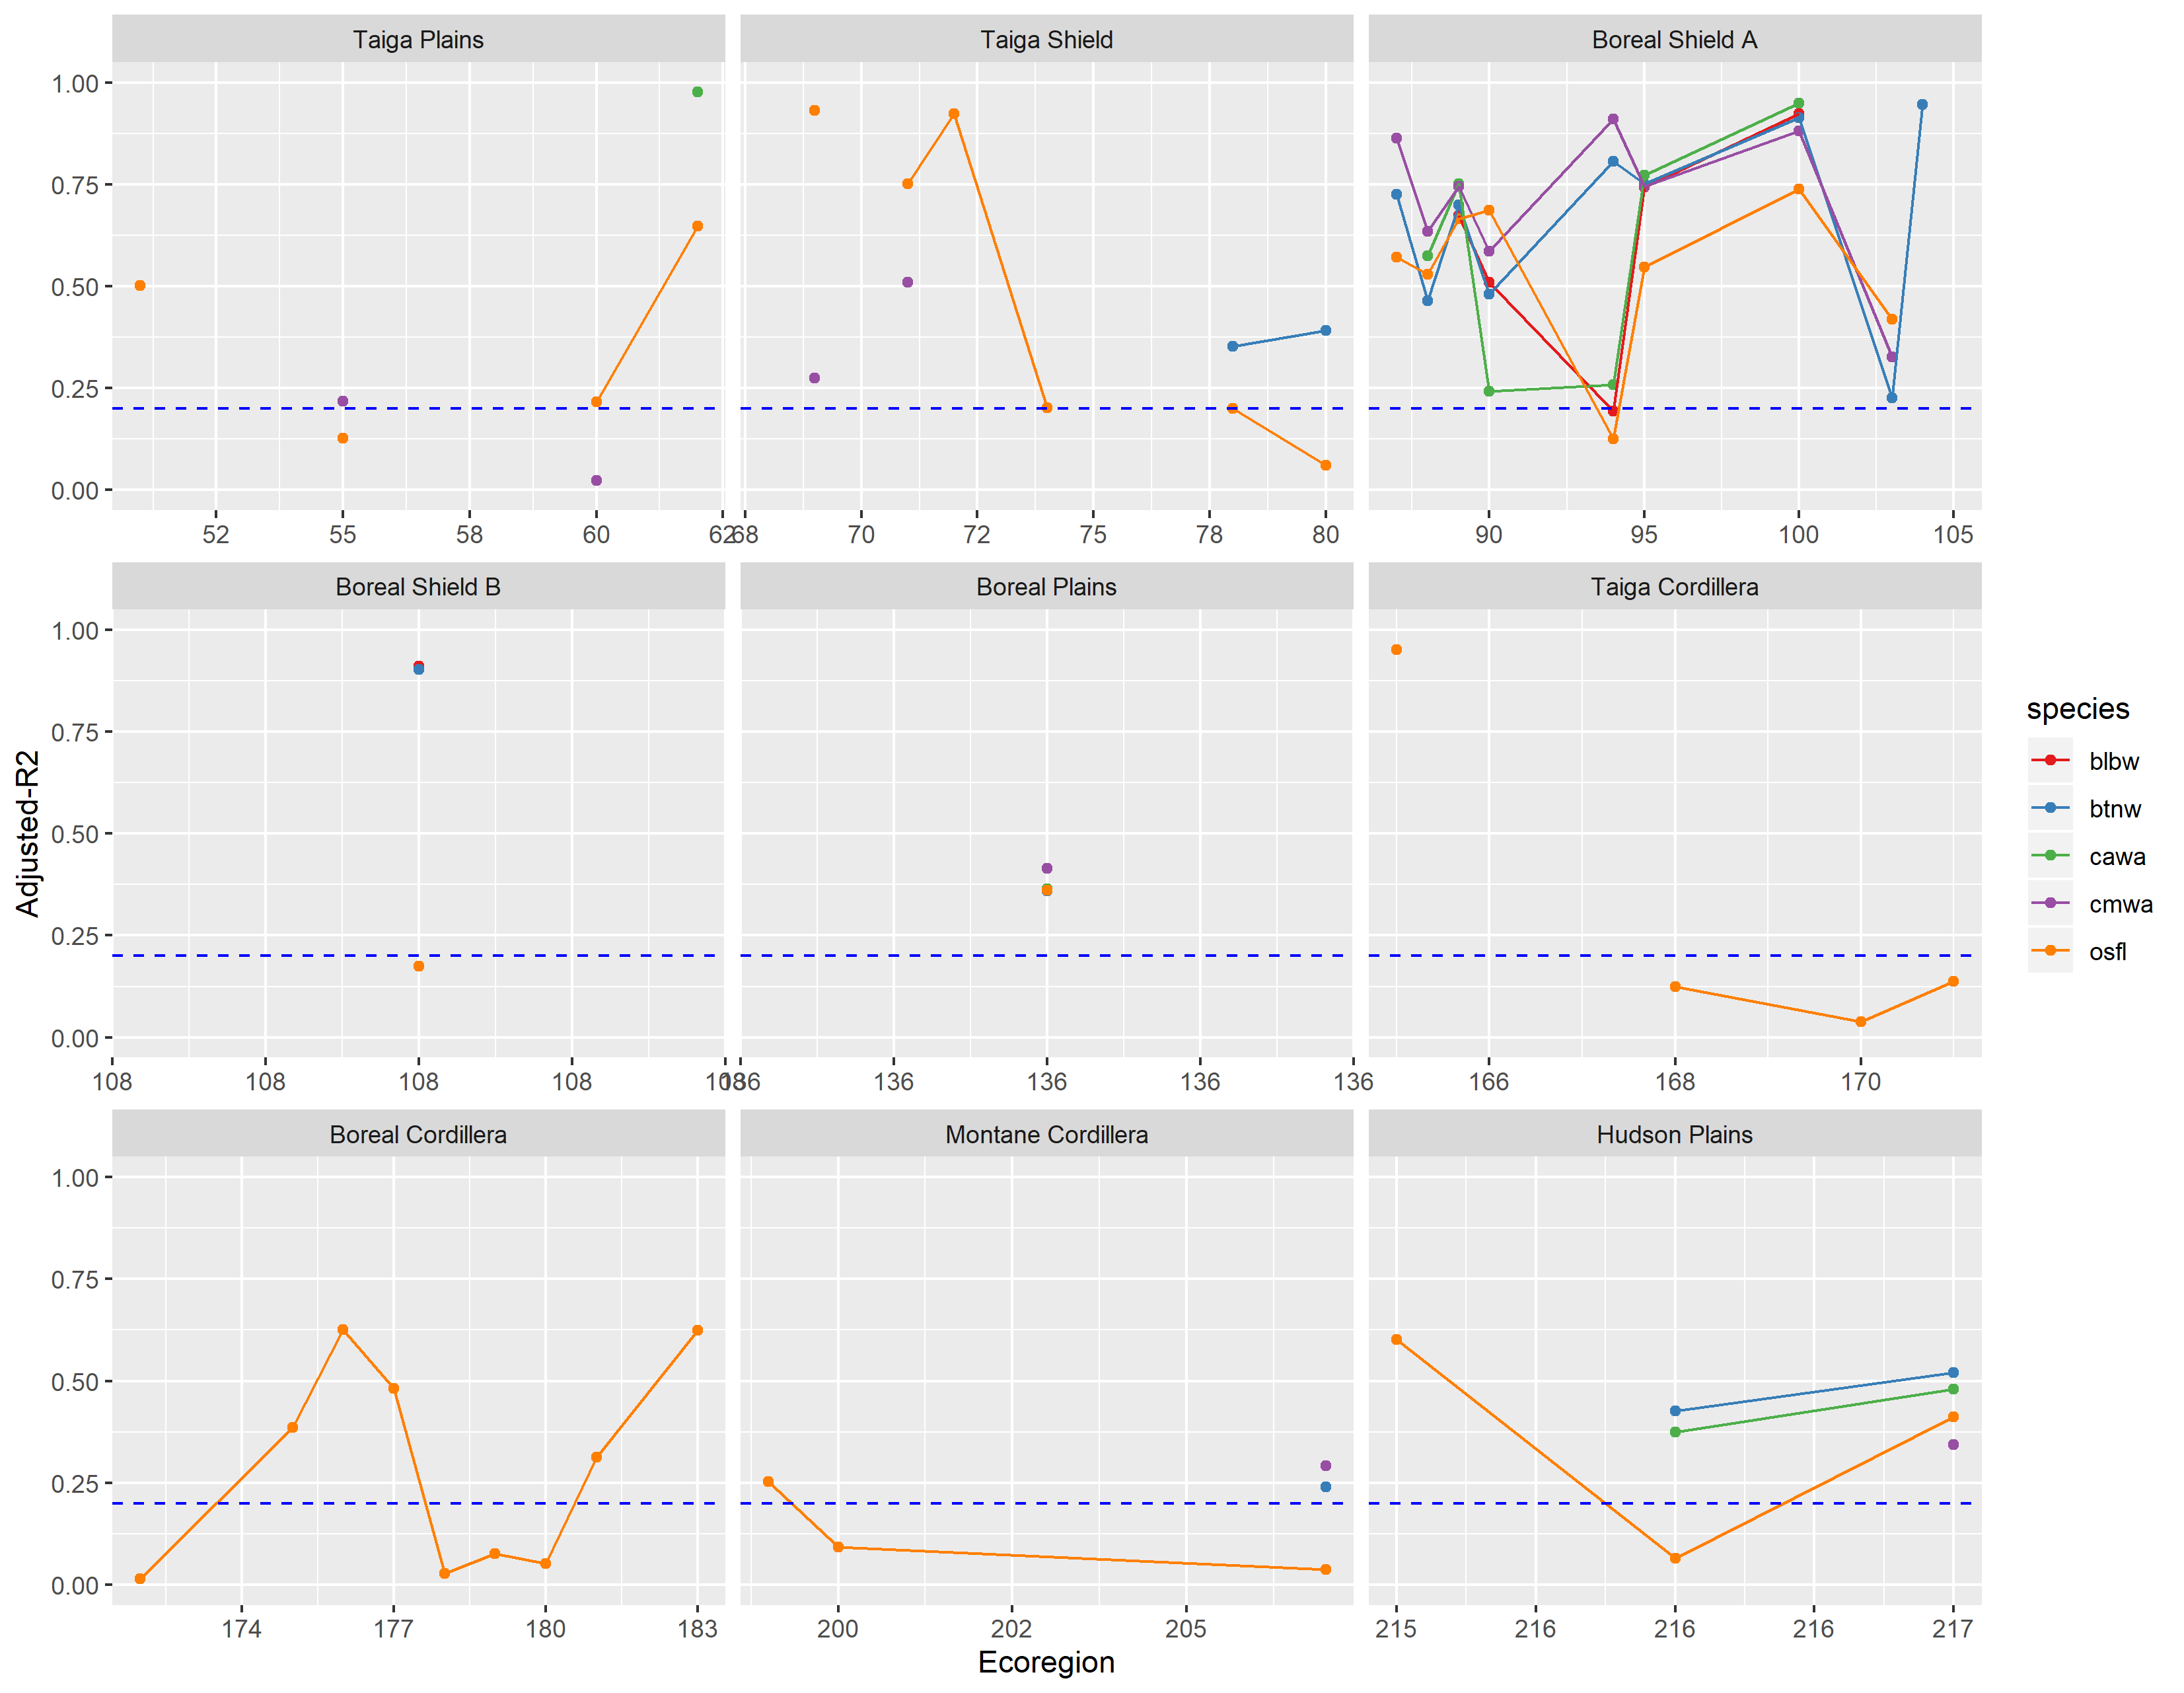 Taiga Plains Taiga Shield Boreal Shield A
1.00
0.75
0.50
0.25
0.00
52 55 58 60 62 68 70 72 75 78 80 90 95 100 105
Boreal Shield B Boreal Plains Taiga Cordillera
1.00
0.75
0.50
0.25
0.00
108 108 108 108 108 136 136 136 136 136 166 168 170
Boreal Cordillera Montane Cordillera Hudson Plains
1.00
0.75
0.50
0.25
0.00
174 177 180 183 200 202 205 215 216 216 216 217
Ecoregion
Adjusted-R2
species
blbw
btnw
cawa
cmwa
osfl